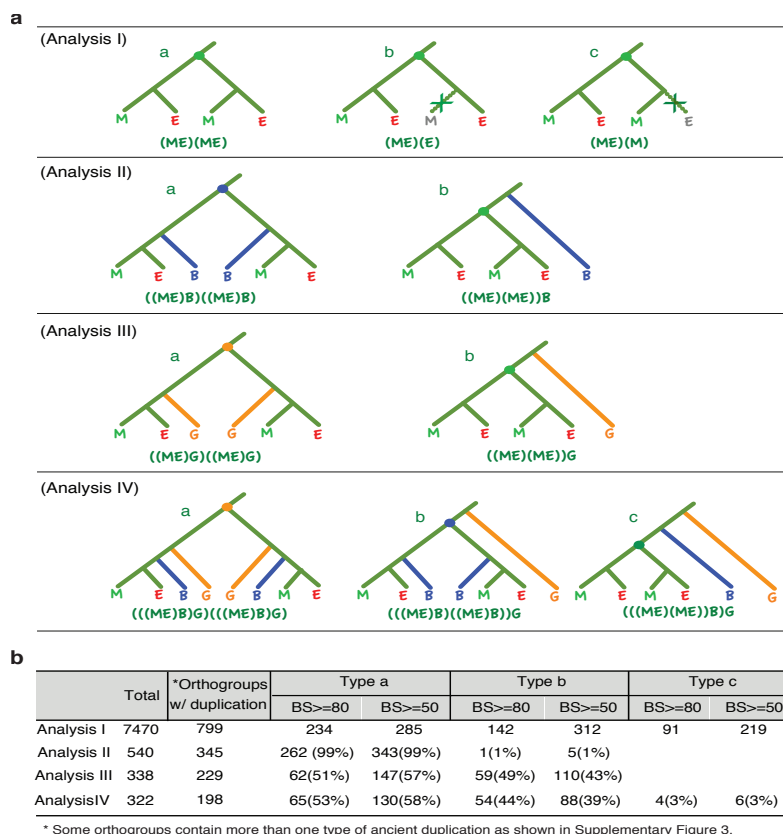 a
(Analysis I)
a b c
M E M E M E M E M E M E
(ME)(ME) (ME)(E) (ME)(M)
(Analysis II)
a b
M E B B M E M E M E B
((ME)B)((ME)B) ((ME)(ME))B
(Analysis III)
a b
M E G G M E M E M E G
((ME)G)((ME)G) ((ME)(ME))G
(Analysis IV)
a b c
M E B G G B M E M E B B M E G M E M E B G
(((ME)B)G)(((ME)B)G) (((ME)B)((ME)B))G (((ME)(ME))B)G
b
Total *Orthogroups w/ duplication Type a Type b Type c
BS>=80 BS>=50 BS>=80 BS>=50 BS>=80 BS>=50
Analysis I 7470 799 234 285 142 312 91 219
Analysis II 540 345 262 (99%) 343(99%) 1(1%) 5(1%)
Analysis III 338 229 62(51%) 147(57%) 59(49%) 110(43%)
AnalysisIV 322 198 65(53%) 130(58%) 54(44%) 88(39%) 4(3%) 6(3%)
* Some orthogroups contain more than one type of ancient duplication as shown in Supplementary Figure 3.